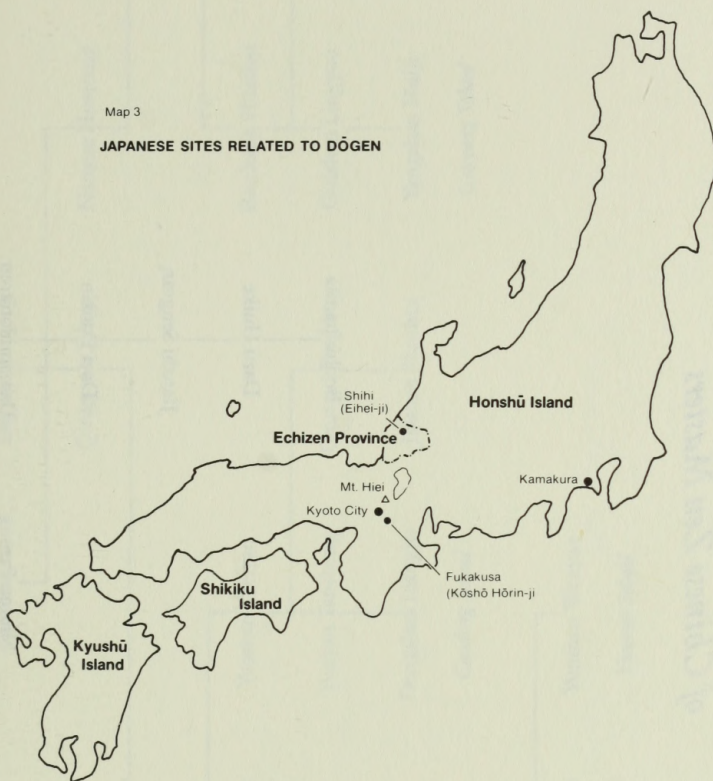 Map 3
JAPANESE SITES RELATED TO DŌGEN
Shihi
(Eihei-ji)
Honshū Island
Echizen Province
Mt. Hiei
Kamakura
Kyoto City
Fukakusa
(Kōshō Hōrin-ji
Shikiku
Island
Kyushū
Island